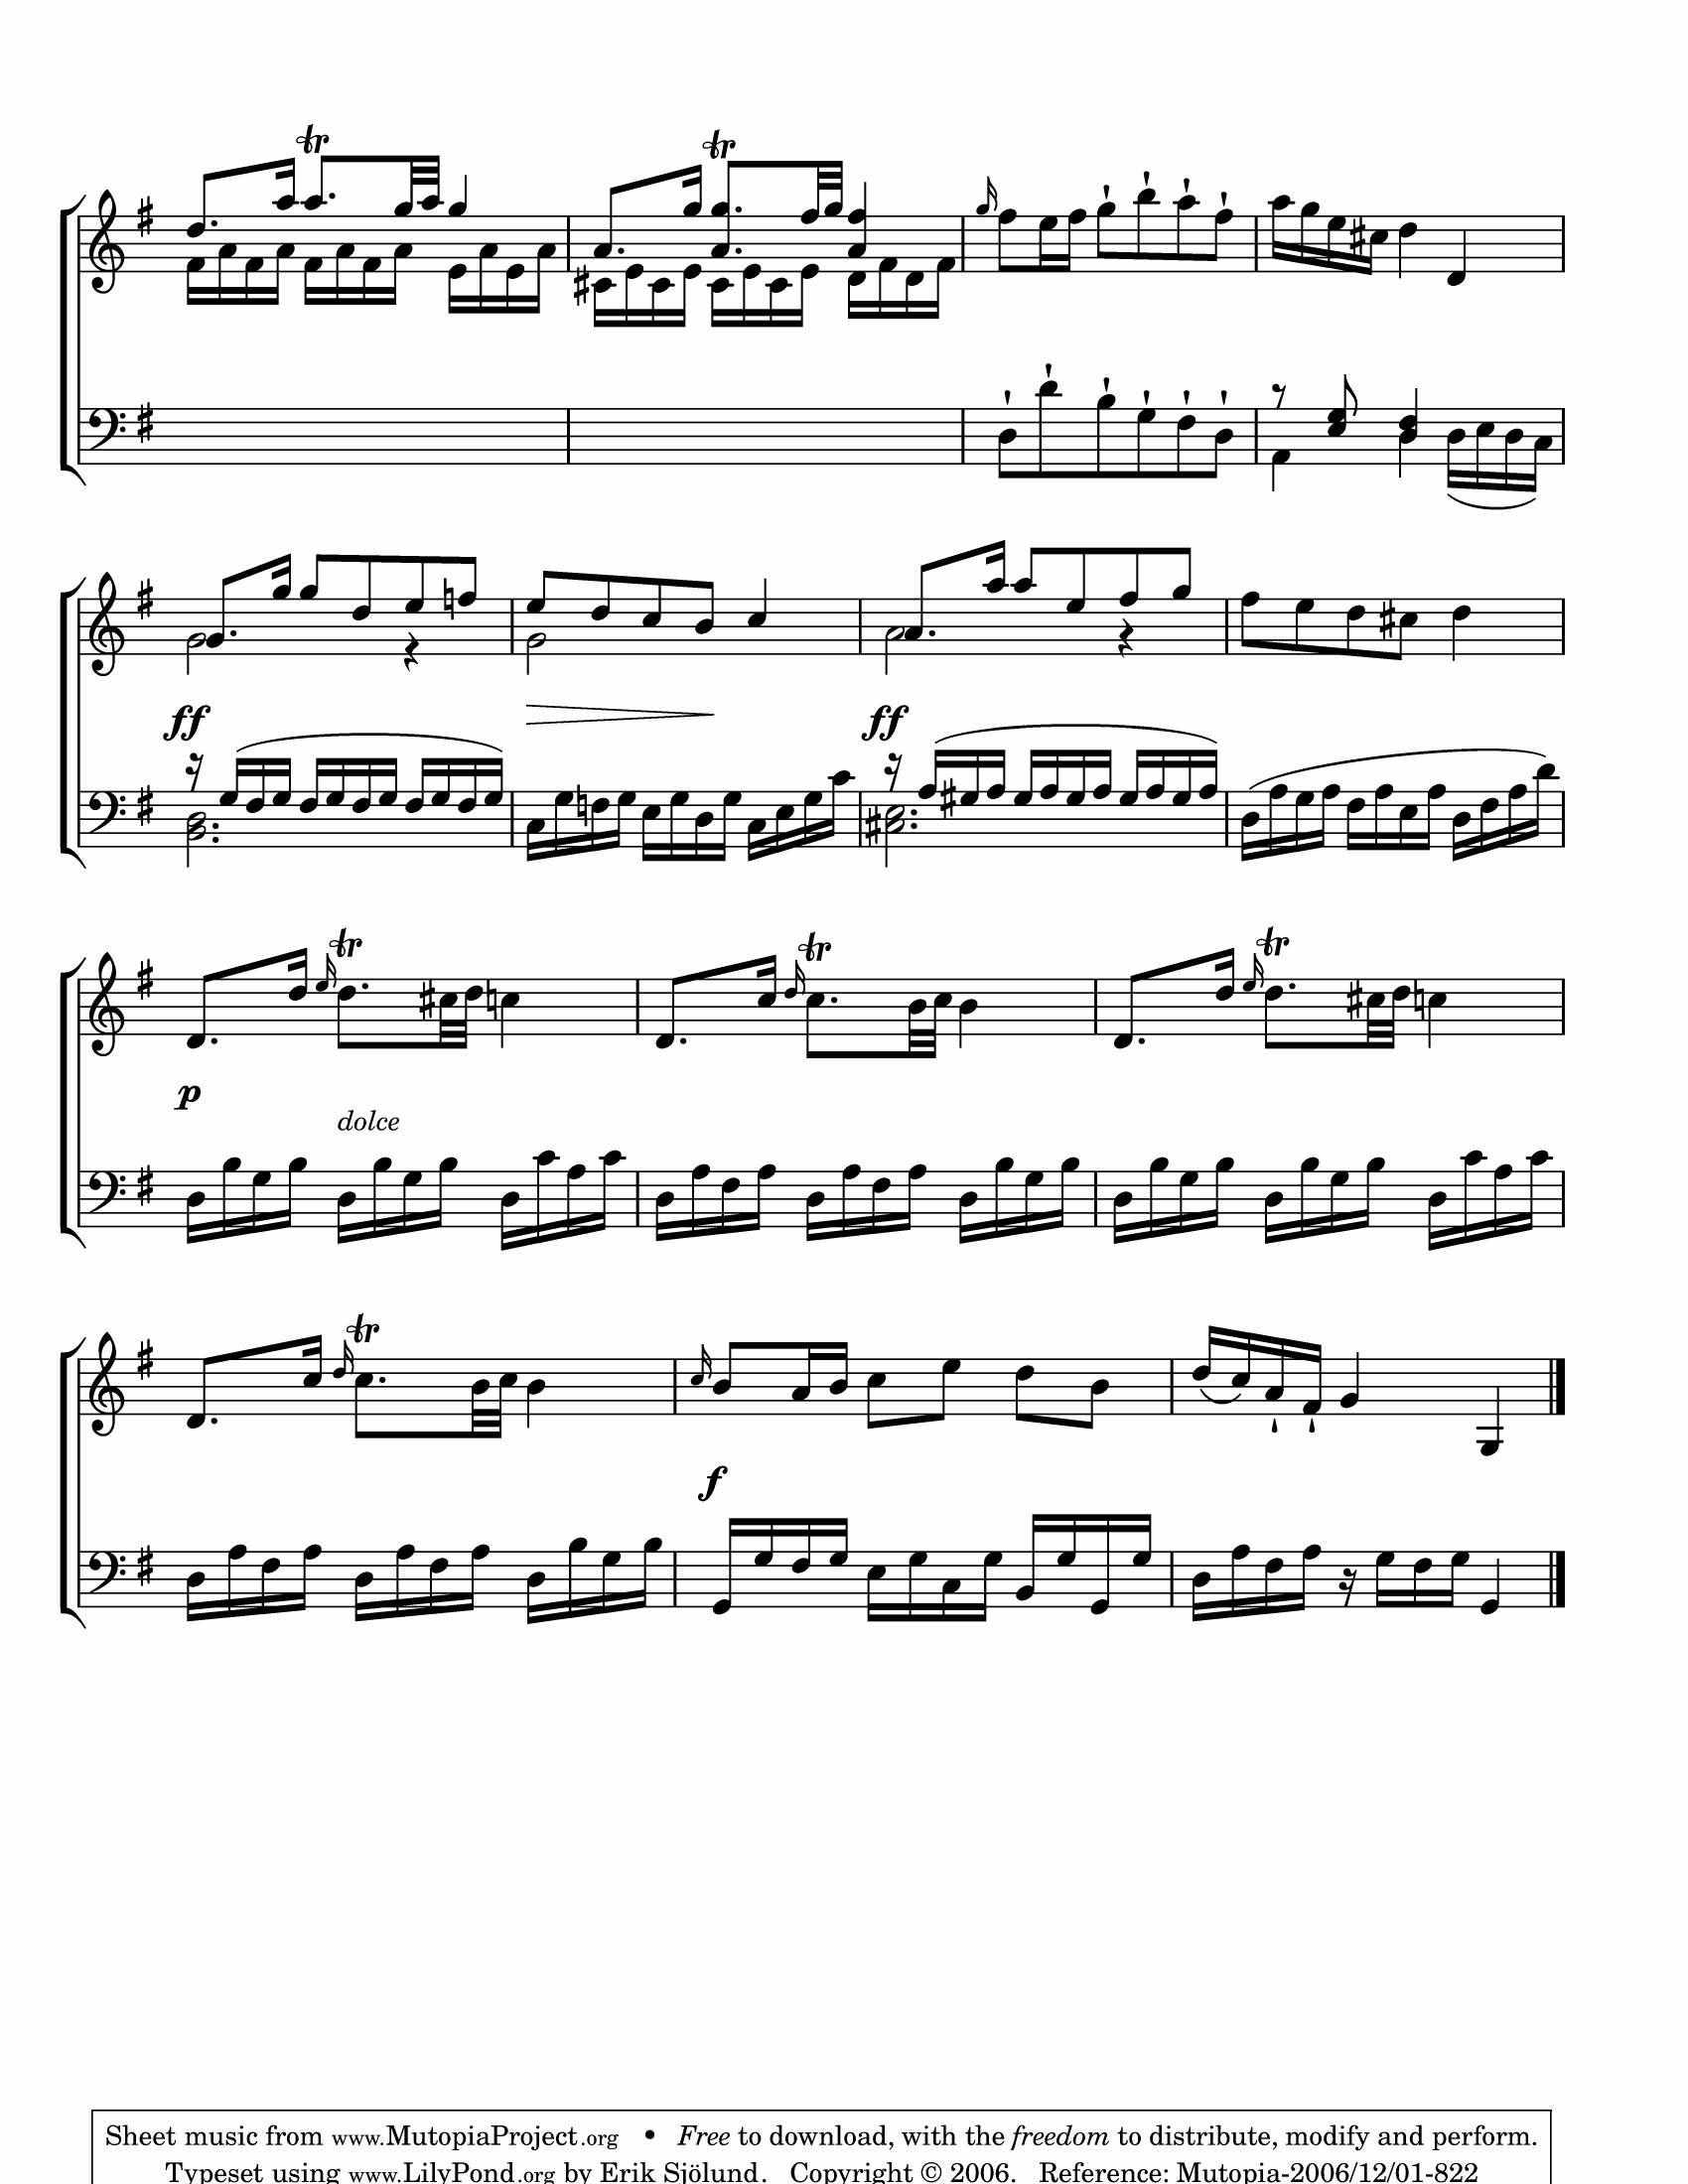 tr tr
ff ff
tr tr tr
p
dolce
tr
f
Sheet music from www.MutopiaProject.org • Free to download, with the freedom to distribute, modify and perform.
Typeset using www.LilyPond.org by Erik Sjölund. Copyright © 2006. Reference: Mutopia-2006/12/01-822